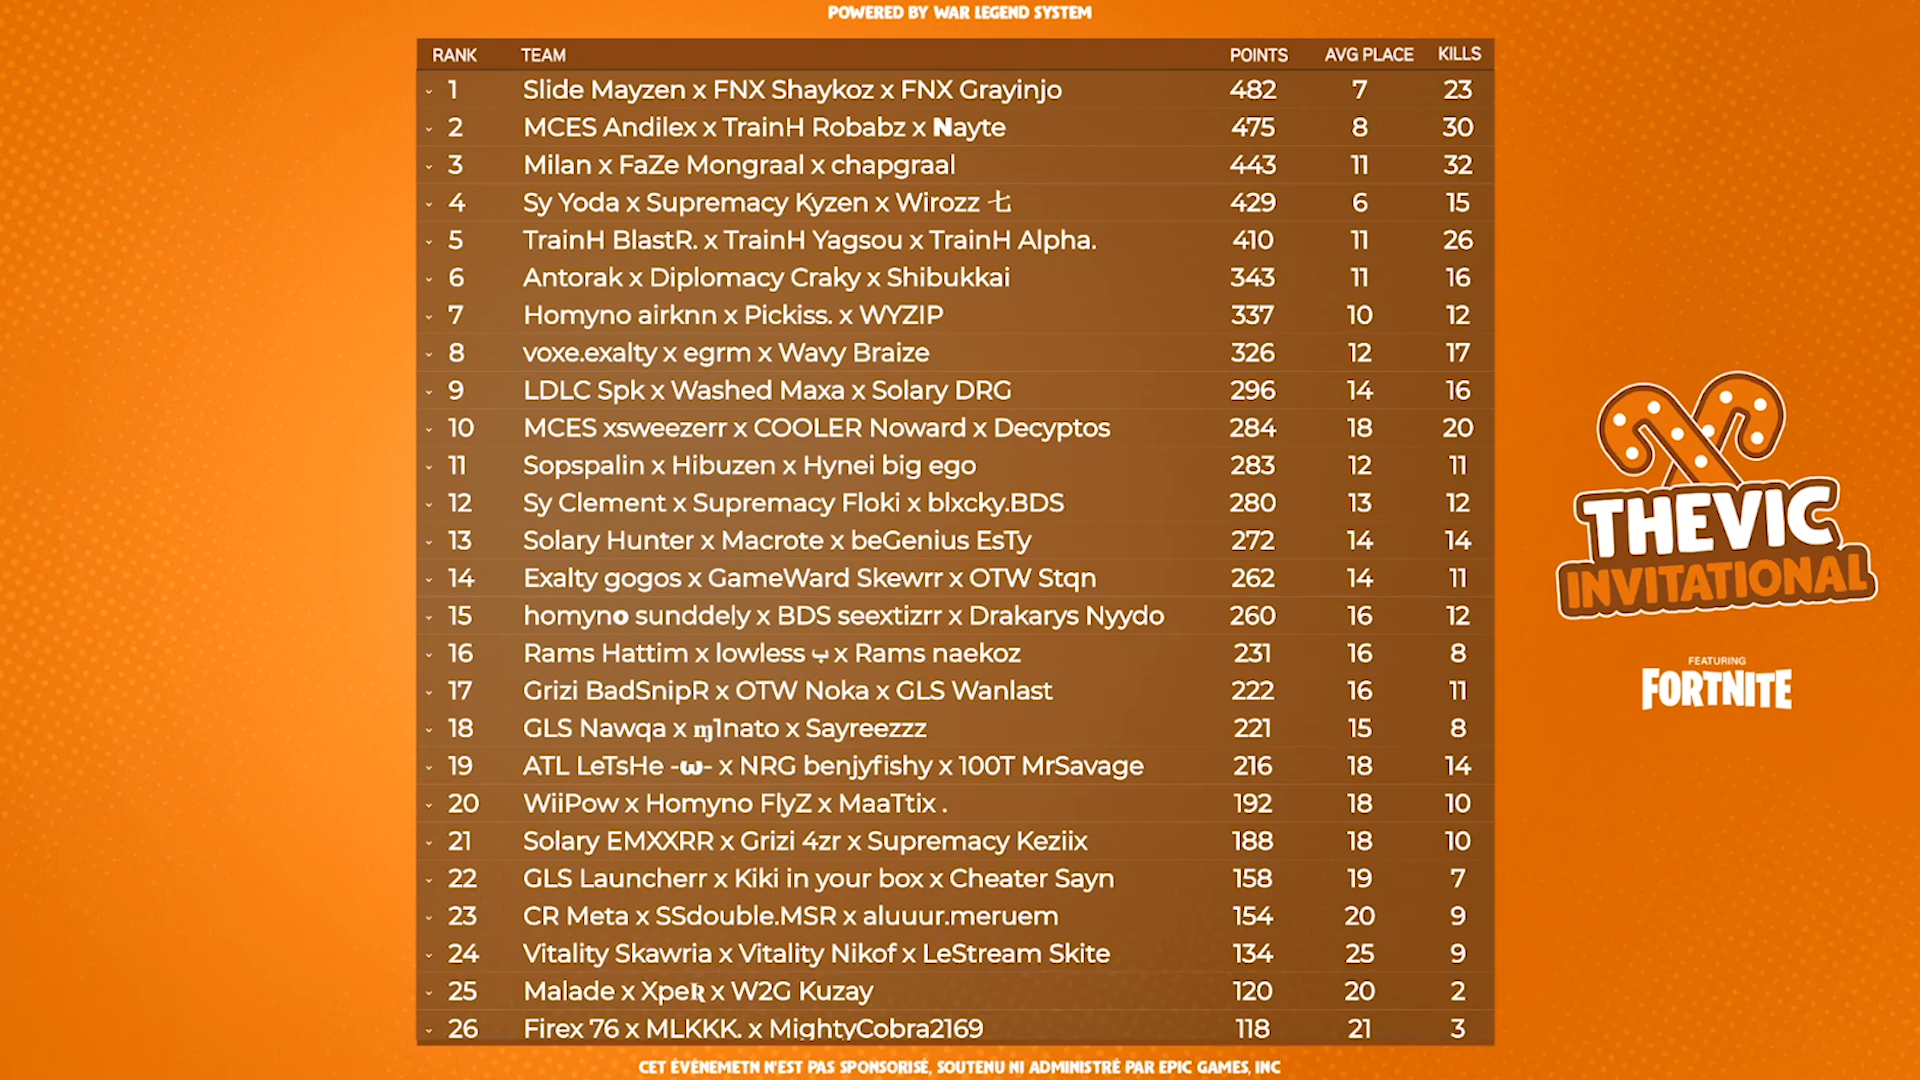 POWERED BY WAR LEGEND SYSTEM
RANK TEAM POINTS AVG PLACE KILLS
1 Slide Mayzen x FNX Shaykoz x FNX Grayinjo 482 7 23
2 MCES Andilex x TrainH Robabz x Nayte 475 8 30
3 Milan x FaZe Mongraal x chapgraal 443 11 32
4 Sy Yoda x Supremacy Kyzen x Wirozz 七 429 6 15
5 TrainH BlastR. x TrainH Yagsou x TrainH Alpha. 410 11 26
6 Antorak x Diplomacy Craky x Shibukkai 343 11 16
7 Homyno airknn x Pickiss. x WYZIP 337 10 12
8 voxe.exalty x egrm x Wavy Braize 326 12 17
9 LDLC Spk x Washed Maxa x Solary DRG 296 14 16
10 MCES xsweezerr x COOLER Noward x Decyptos 284 18 20
11 Sopspalin x Hibuzen x Hynei big ego 283 12 11
12 Sy Clement x Supremacy Floki x blxcky.BDS 280 13 12
13 Solary Hunter x Macrote x beGenius EsTy 272 14 14
14 Exalty gogos x GameWard Skewrr x OTW Stqn 262 14 11
15 homyno sunddely x BDS seextizrr x Drakarys Nyydo 260 16 12
16 Rams Hattim x lowless ب x Rams naekoz 231 16 8
17 Grizi BadSnipR x OTW Noka x GLS Wanlast 222 16 11
18 GLS Nawqa x ɱ1nato x Sayreezzz 221 15 8
19 ATL LeTsHe -ω- x NRG benjyfishy x 100T MrSavage 216 18 14
20 WiiPow x Homyno FlyZ x MaaTtix . 192 18 10
21 Solary EMXXRR x Grizi 4zr x Supremacy Keziix 188 18 10
22 GLS Launcherr x Kiki in your box x Cheater Sayn 158 19 7
23 CR Meta x SSdouble.MSR x aluuur.meruem 154 20 9
24 Vitality Skawria x Vitality Nikof x LeStream Skite 134 25 9
25 Malade x XpeƦ x W2G Kuzay 120 20 2
26 Firex 76 x MLKKK. x MightyCobra2169 118 21 3
THEVIC
INVITATIONAL
FEATURING
FORTNITE
CET ÉVÉNEMETN N'EST PAS SPONSORISÉ, SOUTENU NI ADMINISTRÉ PAR EPIC GAMES, INC